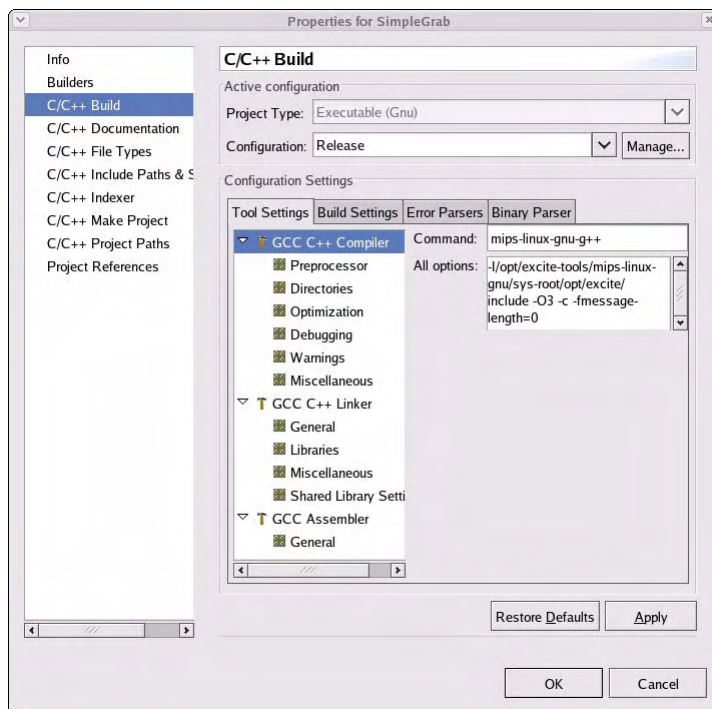 Properties for SimpleGrab
Info
Builders
C/C++ Build
C/C++ Documentation
C/C++ File Types
C/C++ Include Paths & S
C/C++ Indexer
C/C++ Make Project
C/C++ Project Paths
Project References
C/C++ Build
Active configuration
Project Type: Executable (Gnu)
Configuration: Release Manage...
Configuration Settings
Tool Settings Build Settings Error Parsers Binary Parser
GCC C++ Compiler
Preprocessor
Directories
Optimization
Debugging
Warnings
Miscellaneous
GCC C++ Linker
General
Libraries
Miscellaneous
Shared Library Setti
GCC Assembler
General
Command: mips-linux-gnu-g++
All options: -I/opt/excite-tools/mips-linux-
gnu/sys-root/opt/excite/
include -O3 -c -fmessage-
length=0
Restore Defaults Apply
OK Cancel